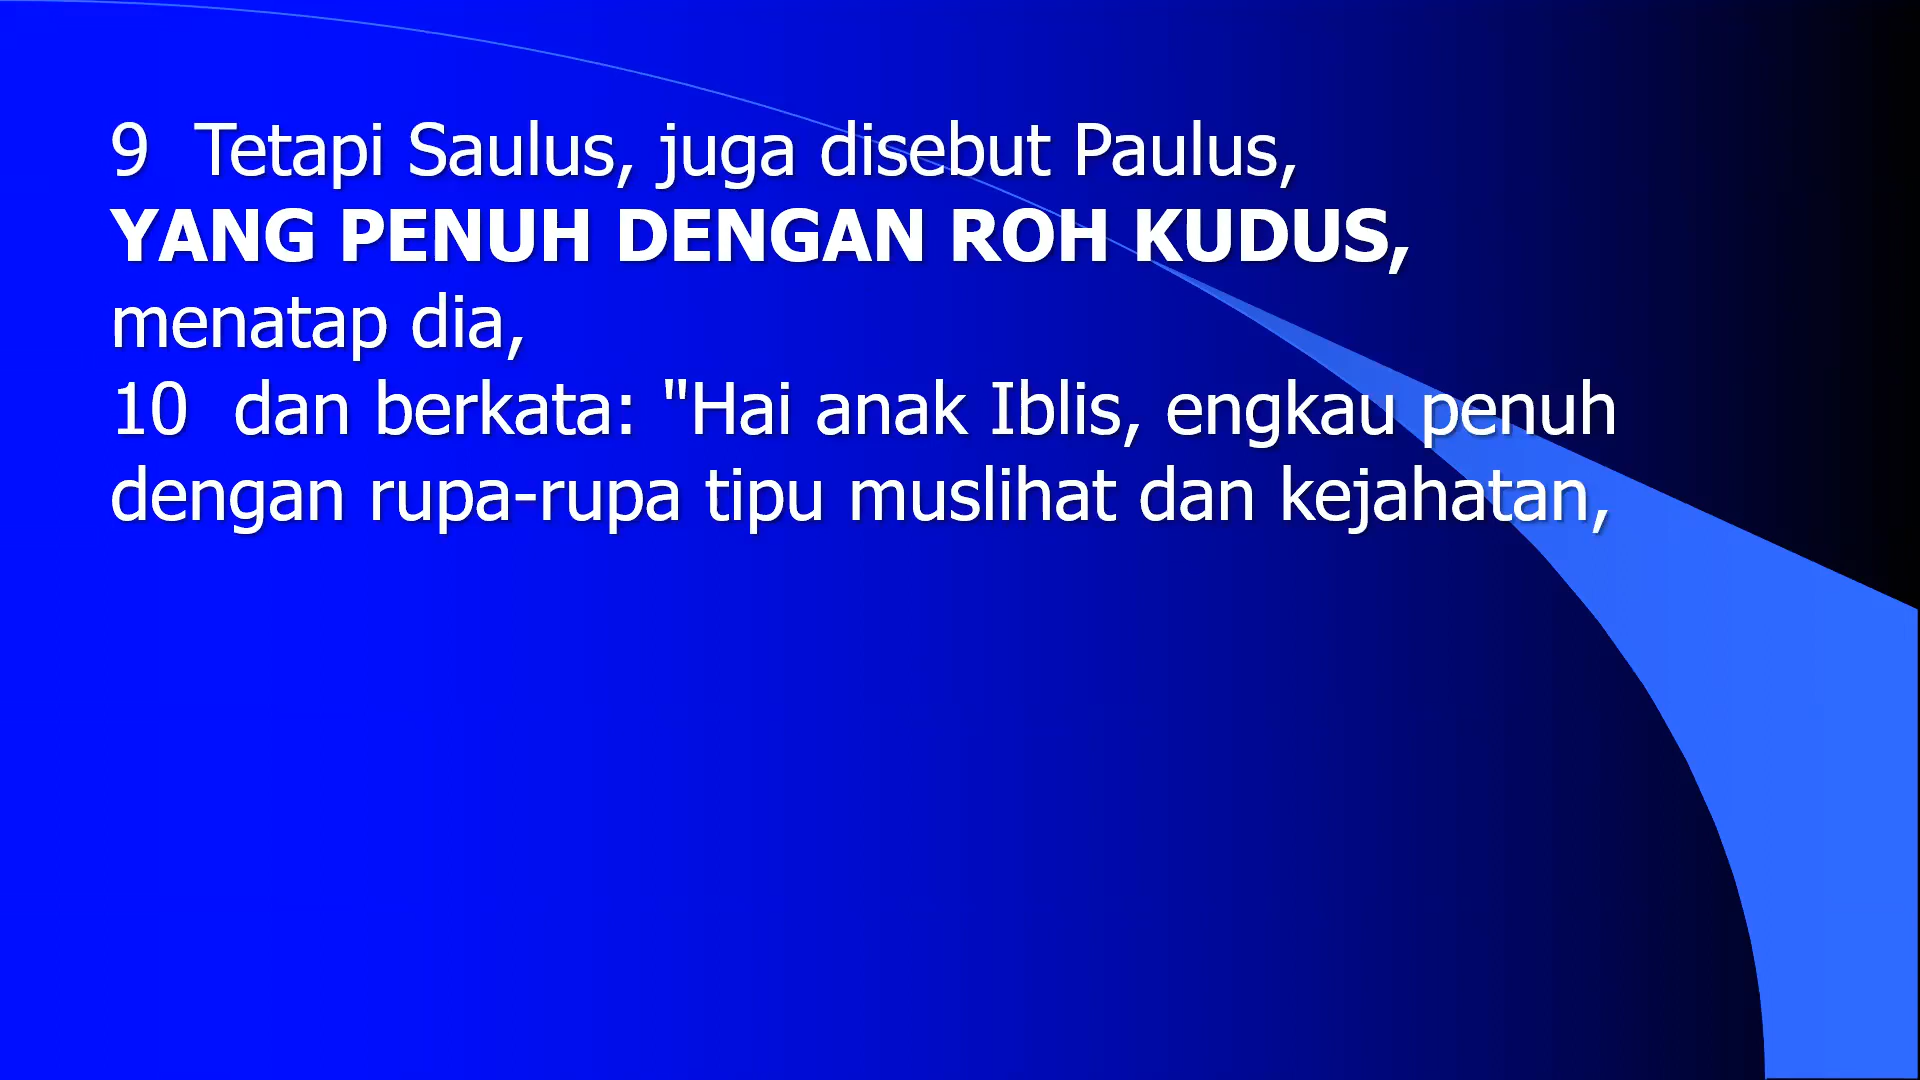 9  Tetapi Saulus, juga disebut Paulus,
YANG PENUH DENGAN ROH KUDUS,
menatap dia,
10  dan berkata: "Hai anak Iblis, engkau penuh
dengan rupa-rupa tipu muslihat dan kejahatan,